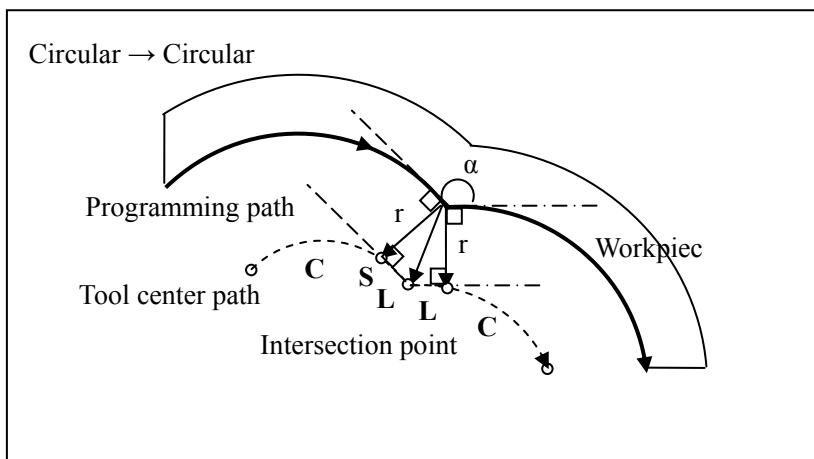 Circular → Circular
α
Programming path
r
r
Workpiec
Tool center path
C
S
L
L
C
Intersection point